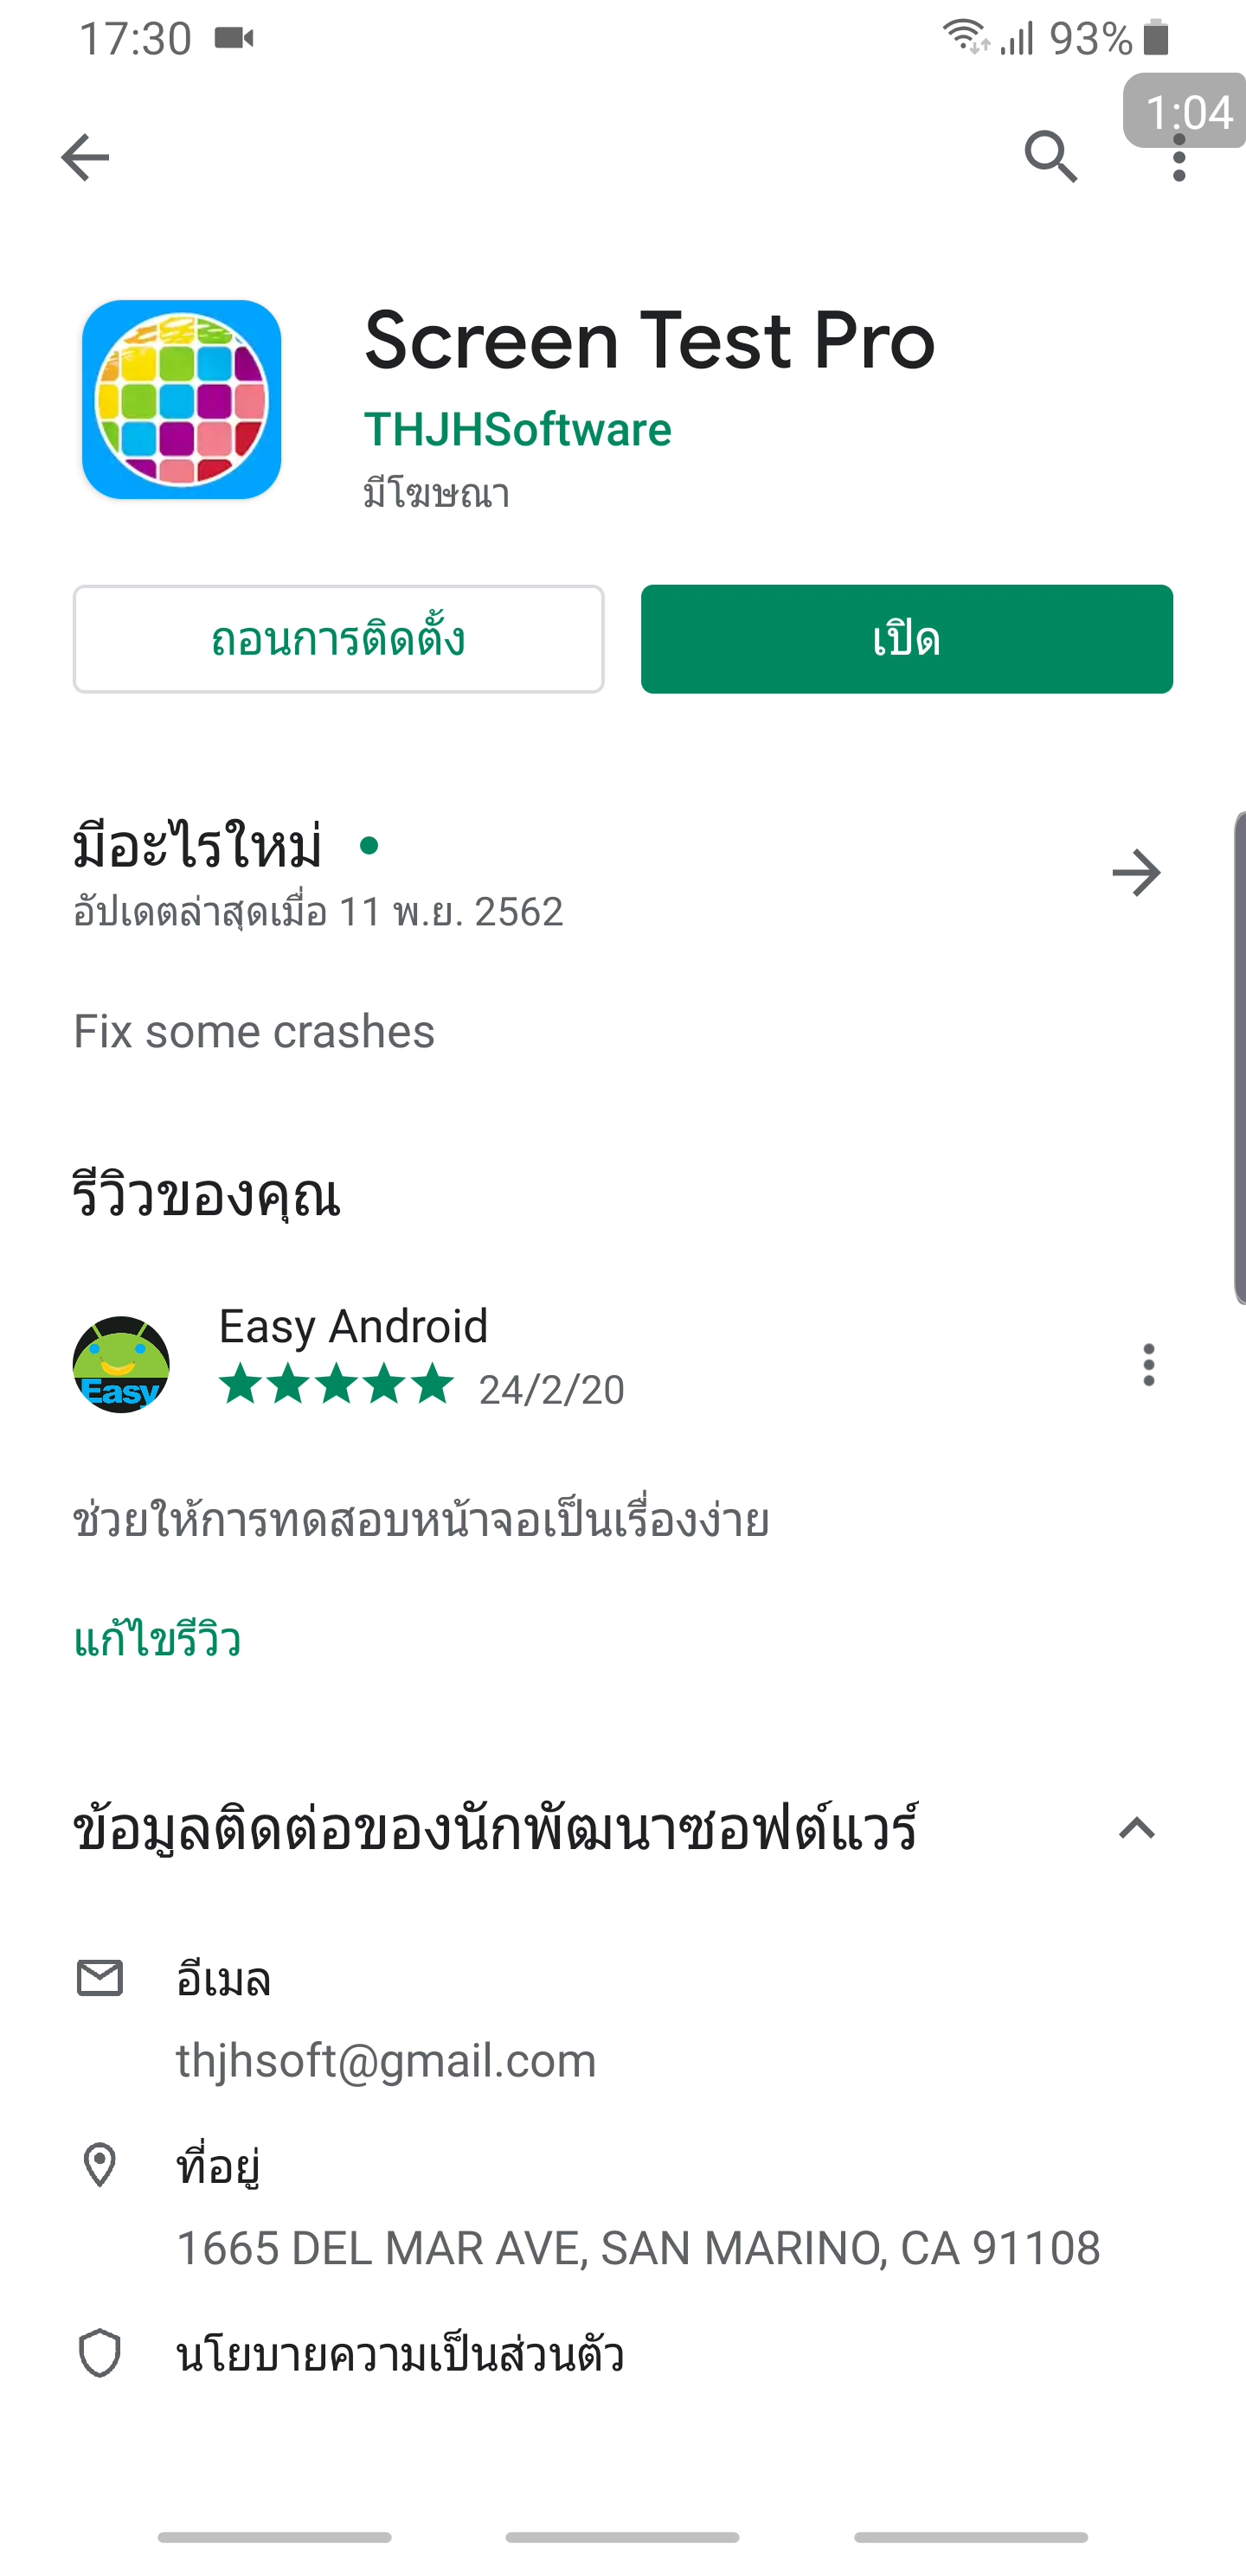 17:30
93%
1:04
Screen Test Pro
THJHSoftware
มีโฆษณา
ถอนการติดตั้ง
เปิด
มีอะไรใหม่
อัปเดตล่าสุดเมื่อ 11 พ.ย. 2562
Fix some crashes
รีวิวของคุณ
Easy Android
Easy
24/2/20
ช่วยให้การทดสอบหน้าจอเป็นเรื่องง่าย
แก้ไขรีวิว
ข้อมูลติดต่อของนักพัฒนาซอฟต์แวร์
อีเมล
thjhsoft@gmail.com
ที่อยู่
1665 DEL MAR AVE, SAN MARINO, CA 91108
นโยบายความเป็นส่วนตัว